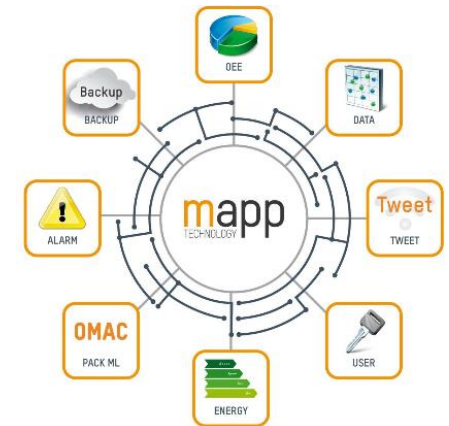 OEE
Backup
BACKUP
DATA
mapp
TECHNOLOGY
Tweet
TWEET
ALARM
OMAC
PACK ML
USER
ENERGY